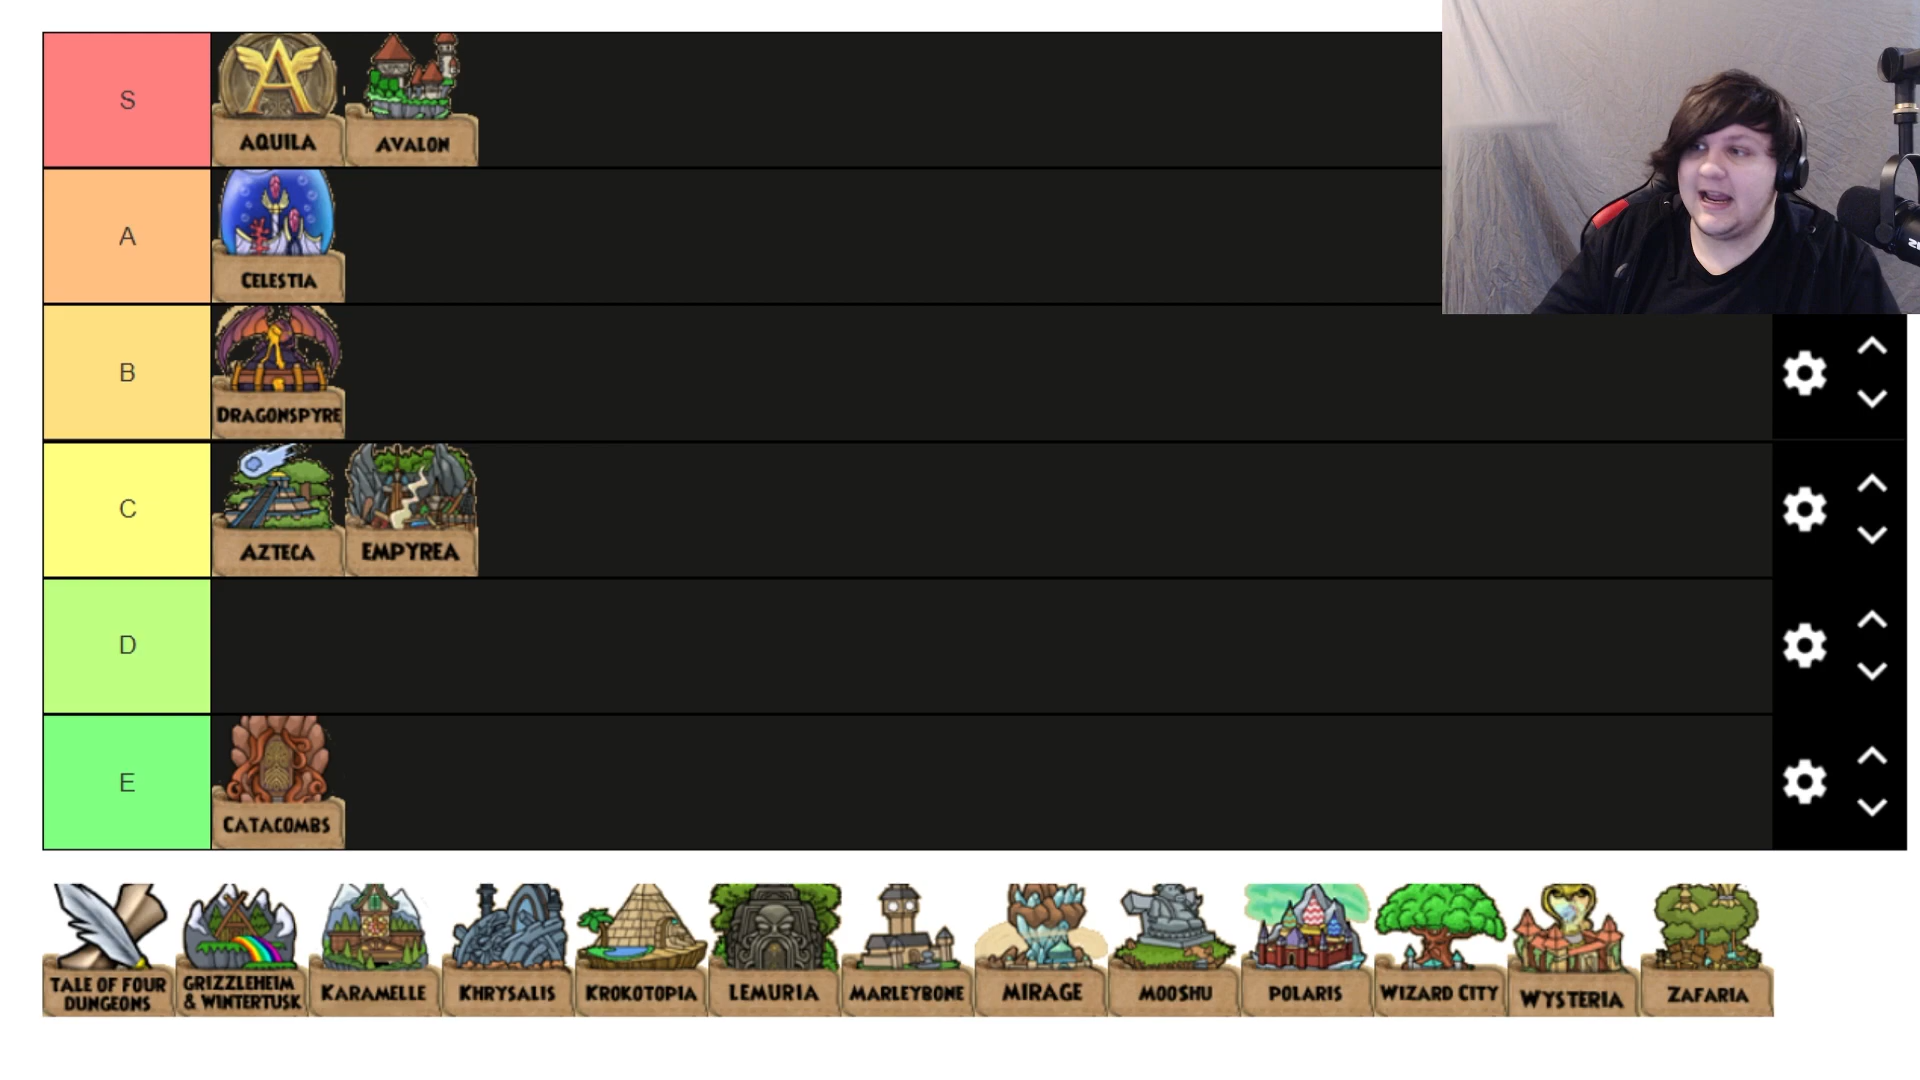 S
AQUILA
AVALON
A
CELESTIA
B
DRAGONSPYRE
C
AZTECA
EMPYREA
D
E
CATACOMBS
TALE OF FOUR
DUNGEONS
GRIZZLEHEIM
& WINTERTUSK
KARAMELLE
KHRYSALIS
KROKOTOPIA
LEMURIA
MARLEYBONE
MIRAGE
MOOSHU
POLARIS
WIZARD CITY
WYSTERIA
ZAFARIA